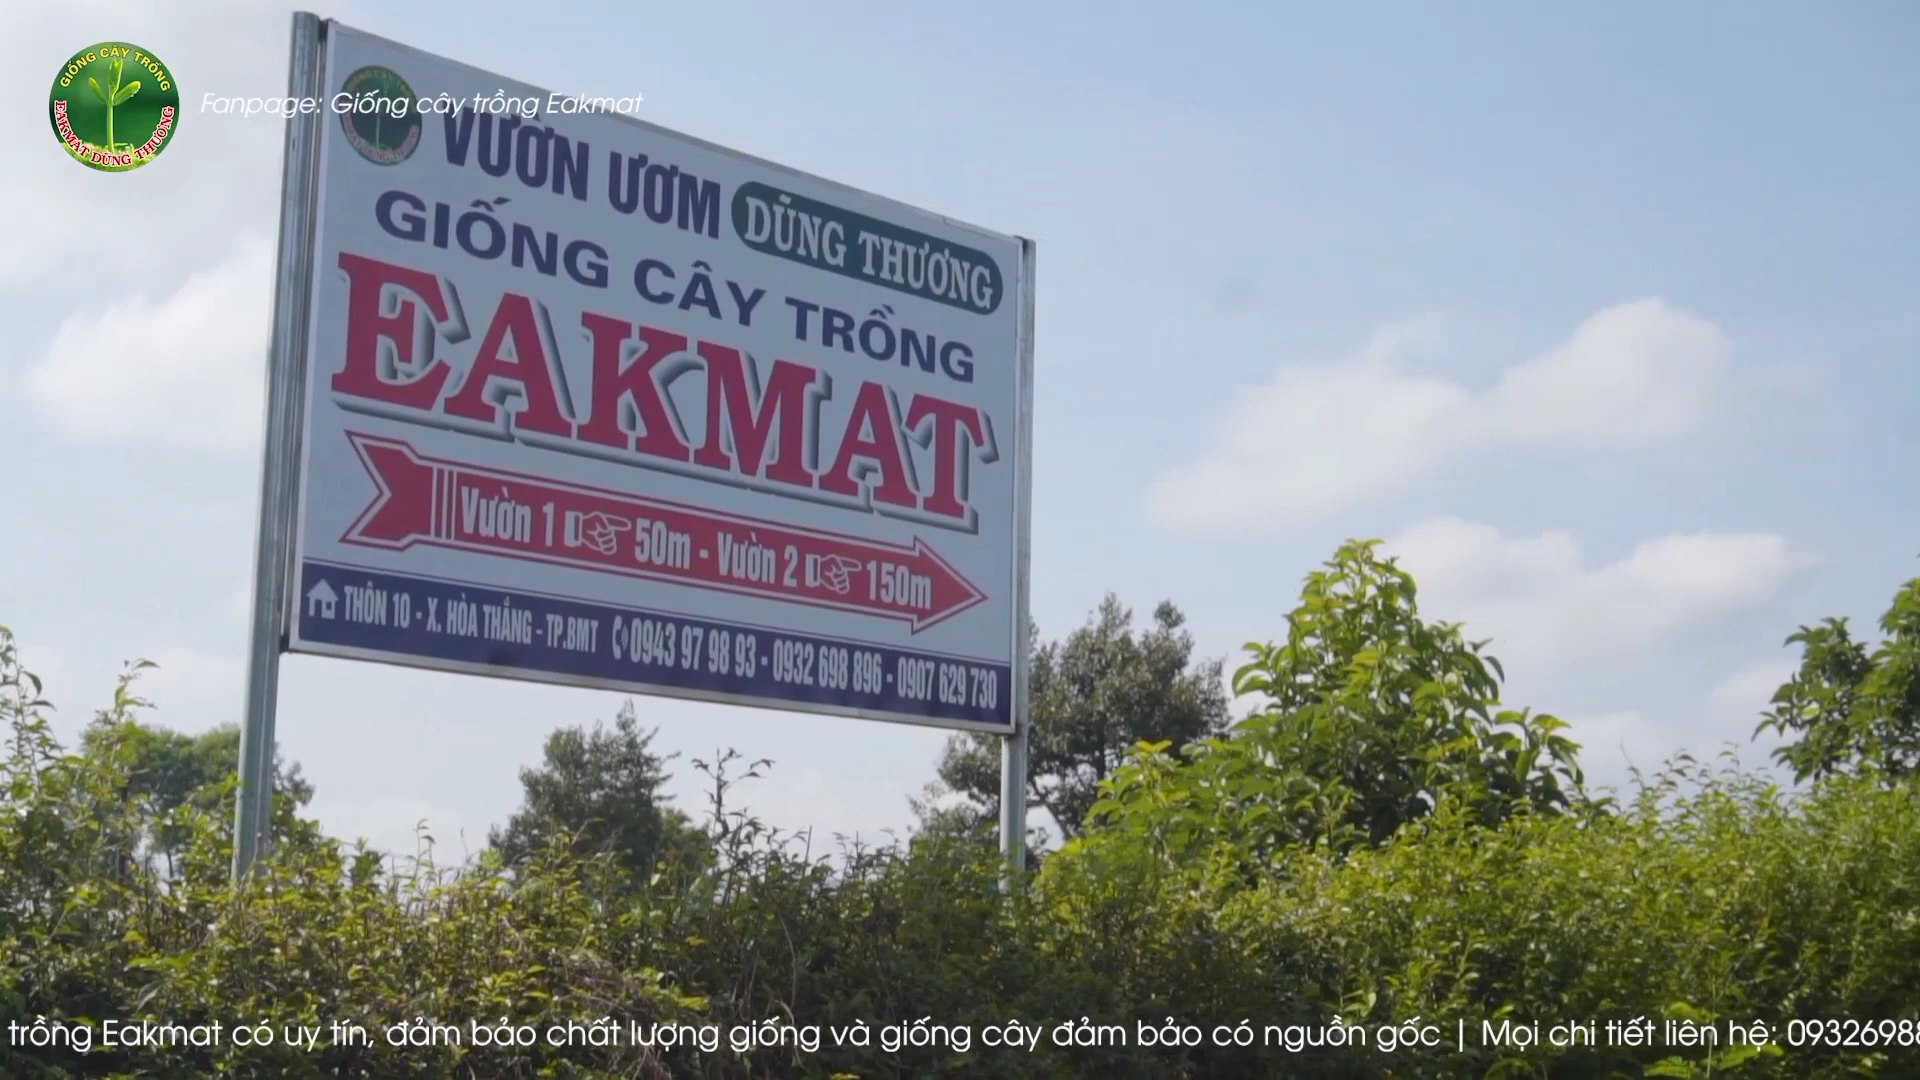 GIỐNG CÂY TRỒNG
EAKMAT DŨNG THƯƠNG
Fanpage: Giống cây trồng Eakmat
VƯỜN ƯƠM DŨNG THƯƠNG
GIỐNG CÂY TRỒNG
EAKMAT
Vườn 1 50m - Vườn 2 150m
THÔN 10 - X. HÒA THẮNG - TP.BMT 0943 97 98 93 - 0932 698 896 - 0907 629 730
trồng Eakmat có uy tín, đảm bảo chất lượng giống và giống cây đảm bảo có nguồn gốc | Mọi chi tiết liên hệ: 0932698